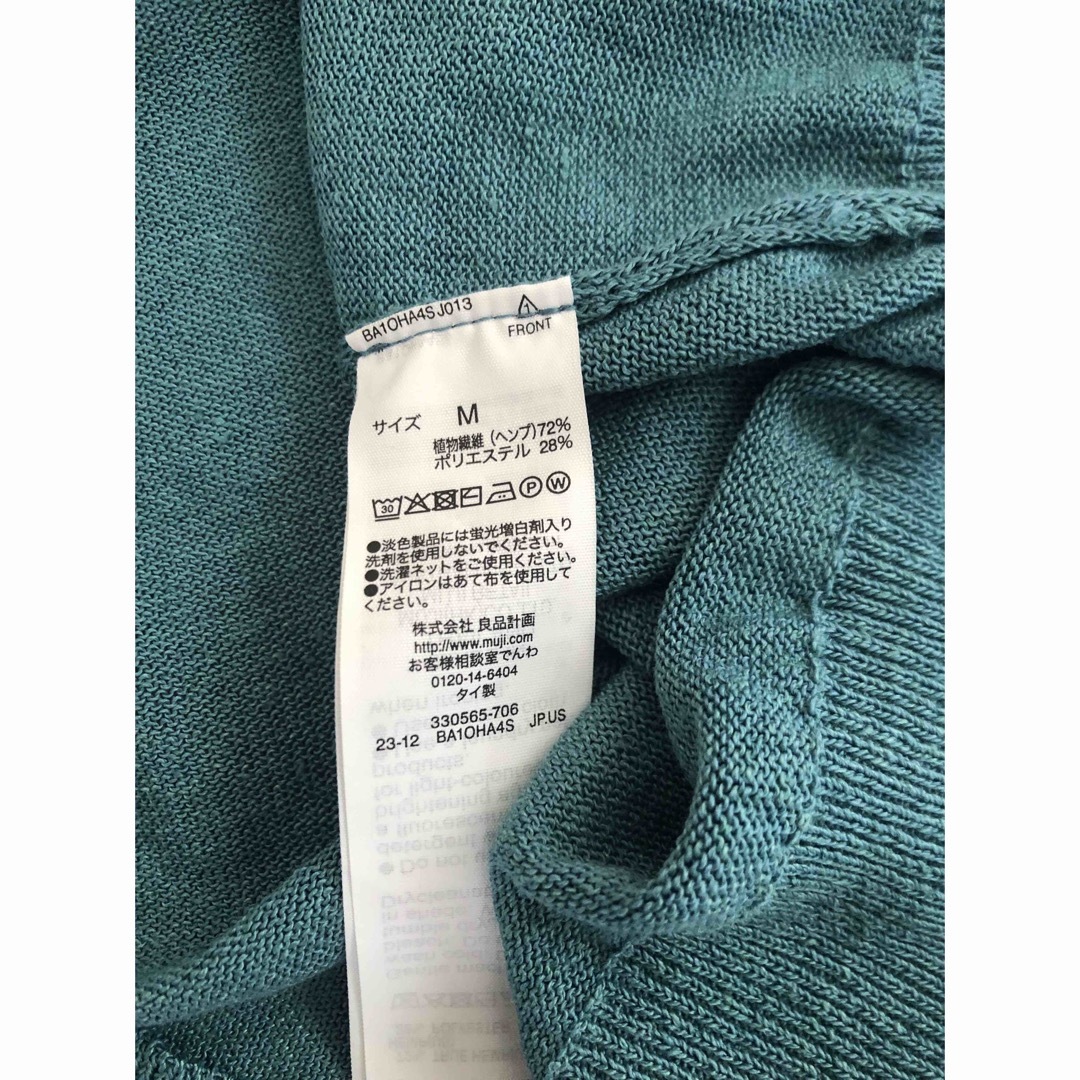 BA1OHA4SJ013
1
FRONT
サイズ M
植物繊維 (ヘンプ)72%
ポリエステル 28%
30 P W
●淡色製品には蛍光増白剤入り
洗剤を使用しないでください。
●洗濯ネットをご使用ください。
●アイロンはあて布を使用して
ください。
株式会社 良品計画
http://www.muji.com
お客様相談室でんわ
0120-14-6404
タイ製
330565-706
23-12 BA1OHA4S JP.US